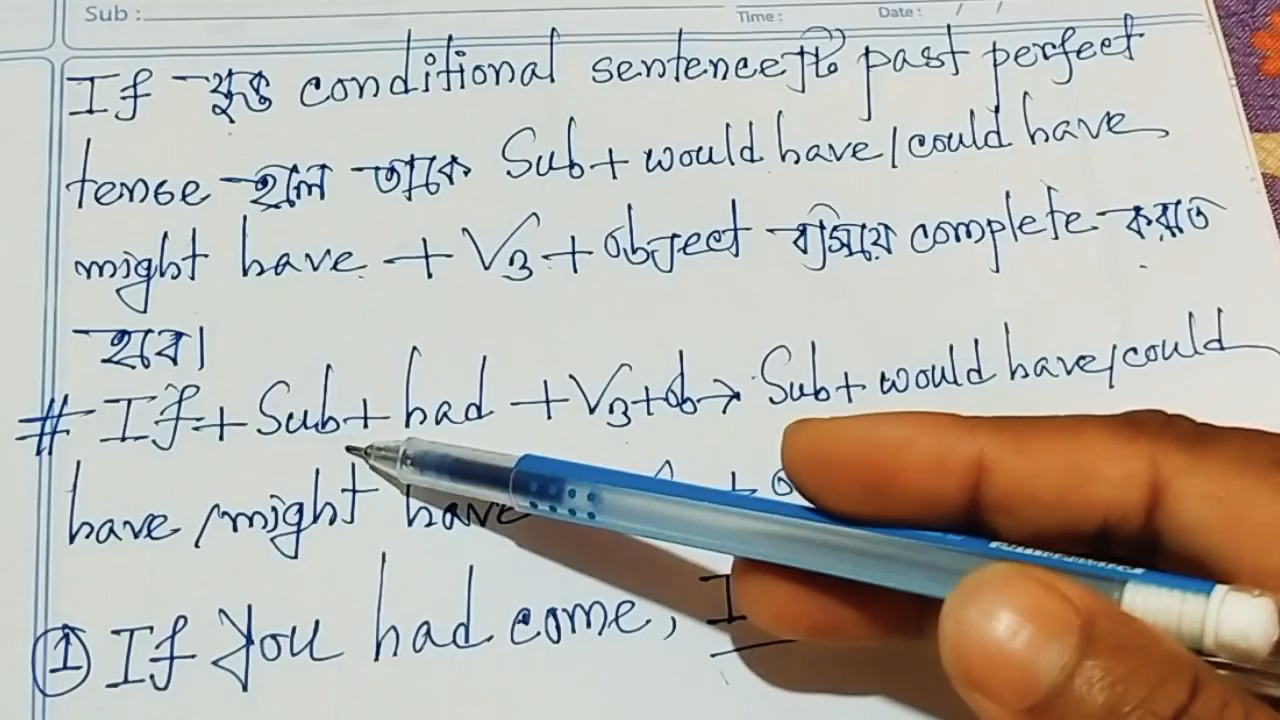 Sub : Time : Date : / /
If যুক্ত conditional sentence টি past perfect
tense হলে তাকে Sub + would have / could have
might have + V3 + object বসিয়ে complete করতে
হবে।
# If + Sub + had + V3 + ob → Sub + would have / could
have / might have +
① If you had come, I